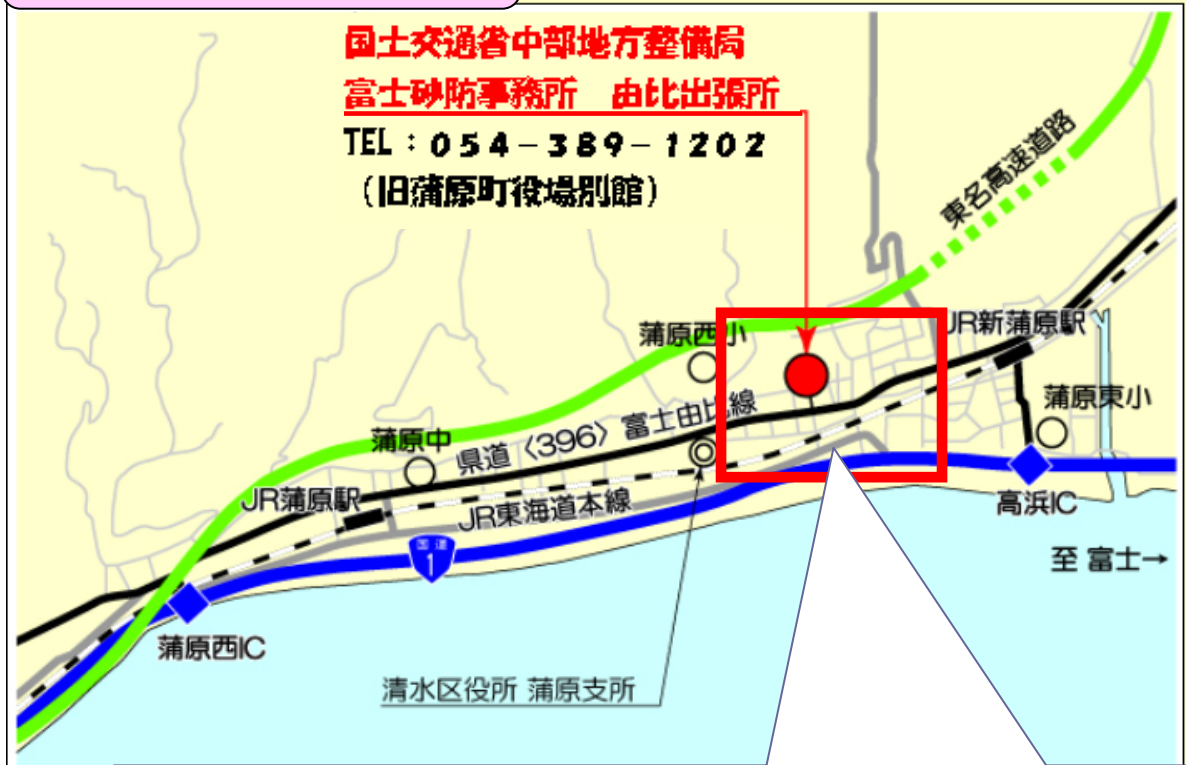 国土交通省中部地方整備局
富士砂防事務所 由比出張所
TEL：054-389-1202
(旧蒲原町役場別館)
東名高速道路
JR新蒲原駅
蒲原西小
蒲原東小
県道〈396〉富士由比線
蒲原中
JR蒲原駅
JR東海道本線
高浜IC
国道
1
至 富士→
蒲原西IC
清水区役所 蒲原支所